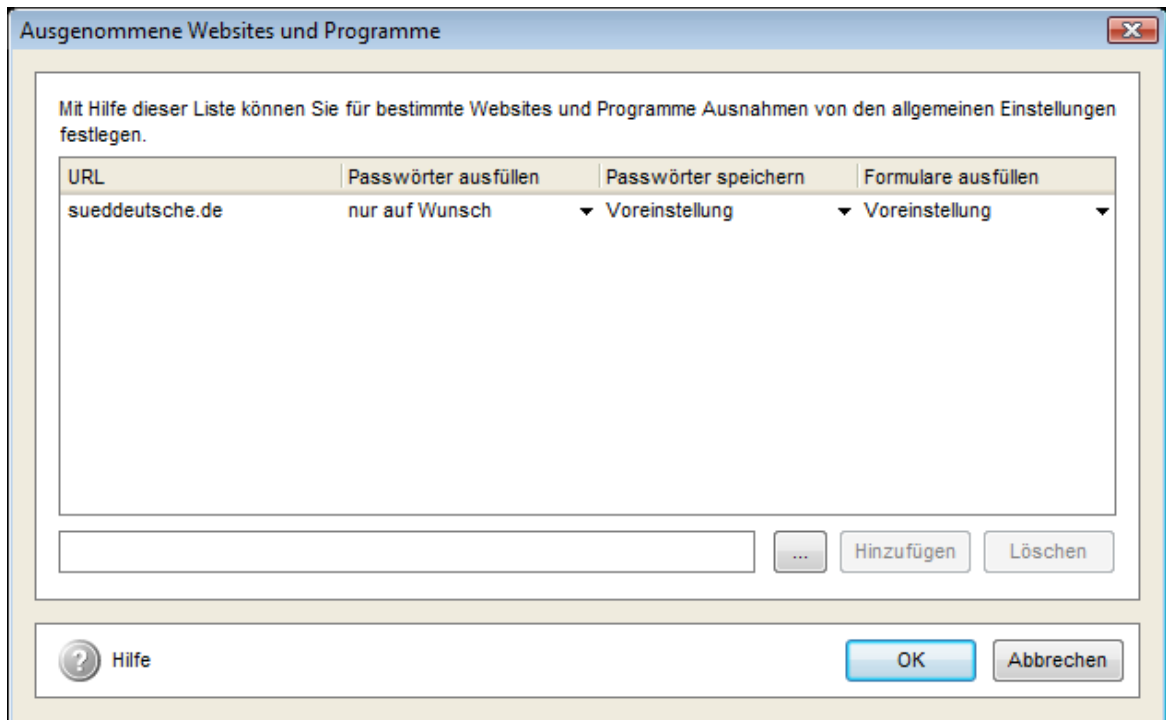 Ausgenommene Websites und Programme
Mit Hilfe dieser Liste können Sie für bestimmte Websites und Programme Ausnahmen von den allgemeinen Einstellungen
festlegen.
URL Passwörter ausfüllen Passwörter speichern Formulare ausfüllen
sueddeutsche.de nur auf Wunsch Voreinstellung Voreinstellung
... Hinzufügen Löschen
? Hilfe OK Abbrechen